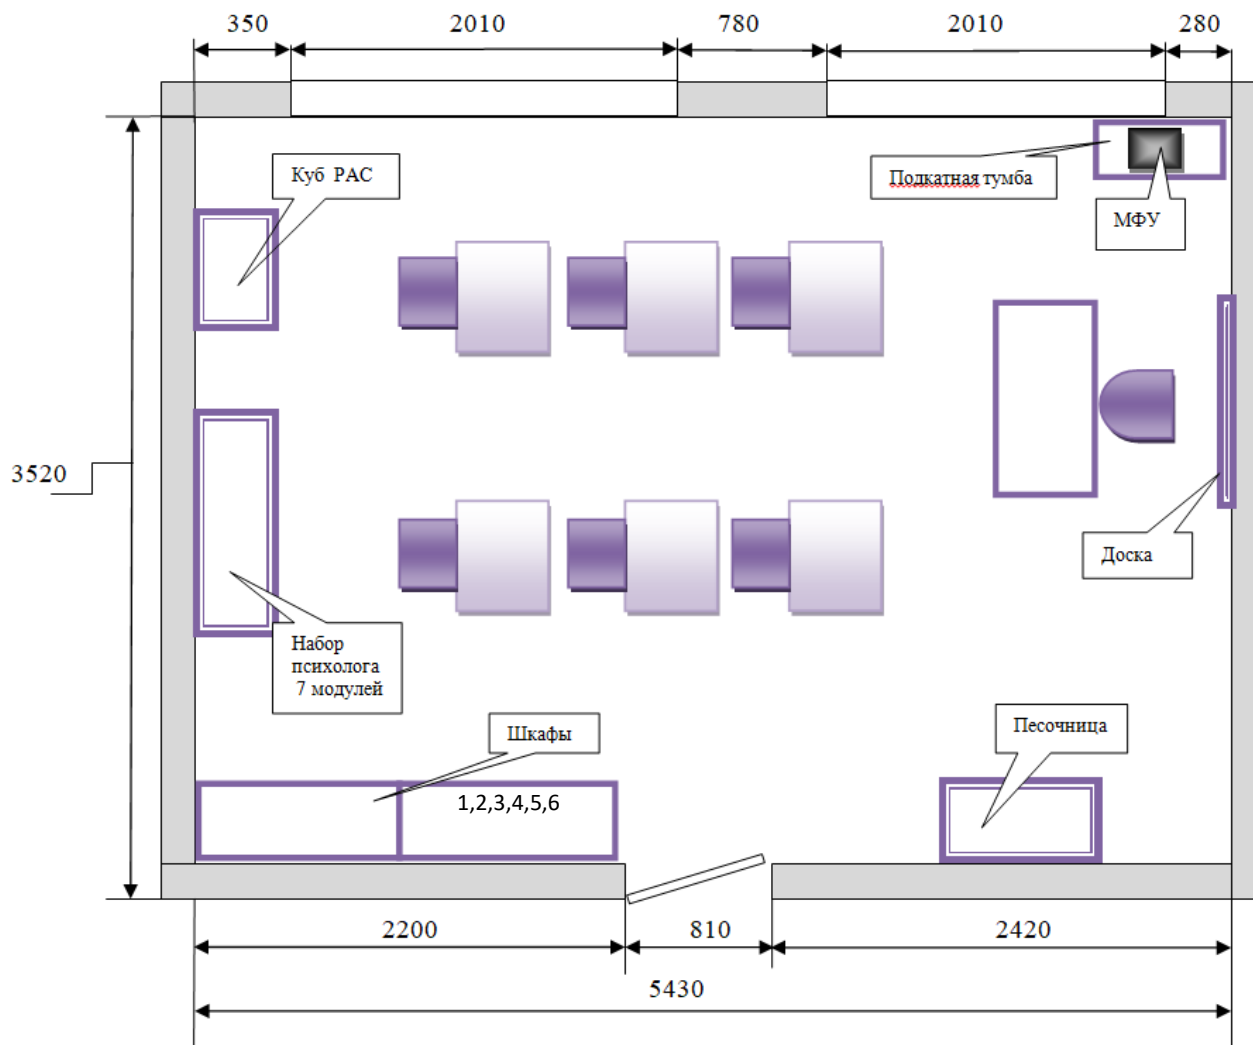 350
2010
780
2010
280
Куб РАС
Подкатная тумба
МФУ
3520
Доска
Набор
психолога
7 модулей
Шкафы
Песочница
1,2,3,4,5,6
2200
810
2420
5430